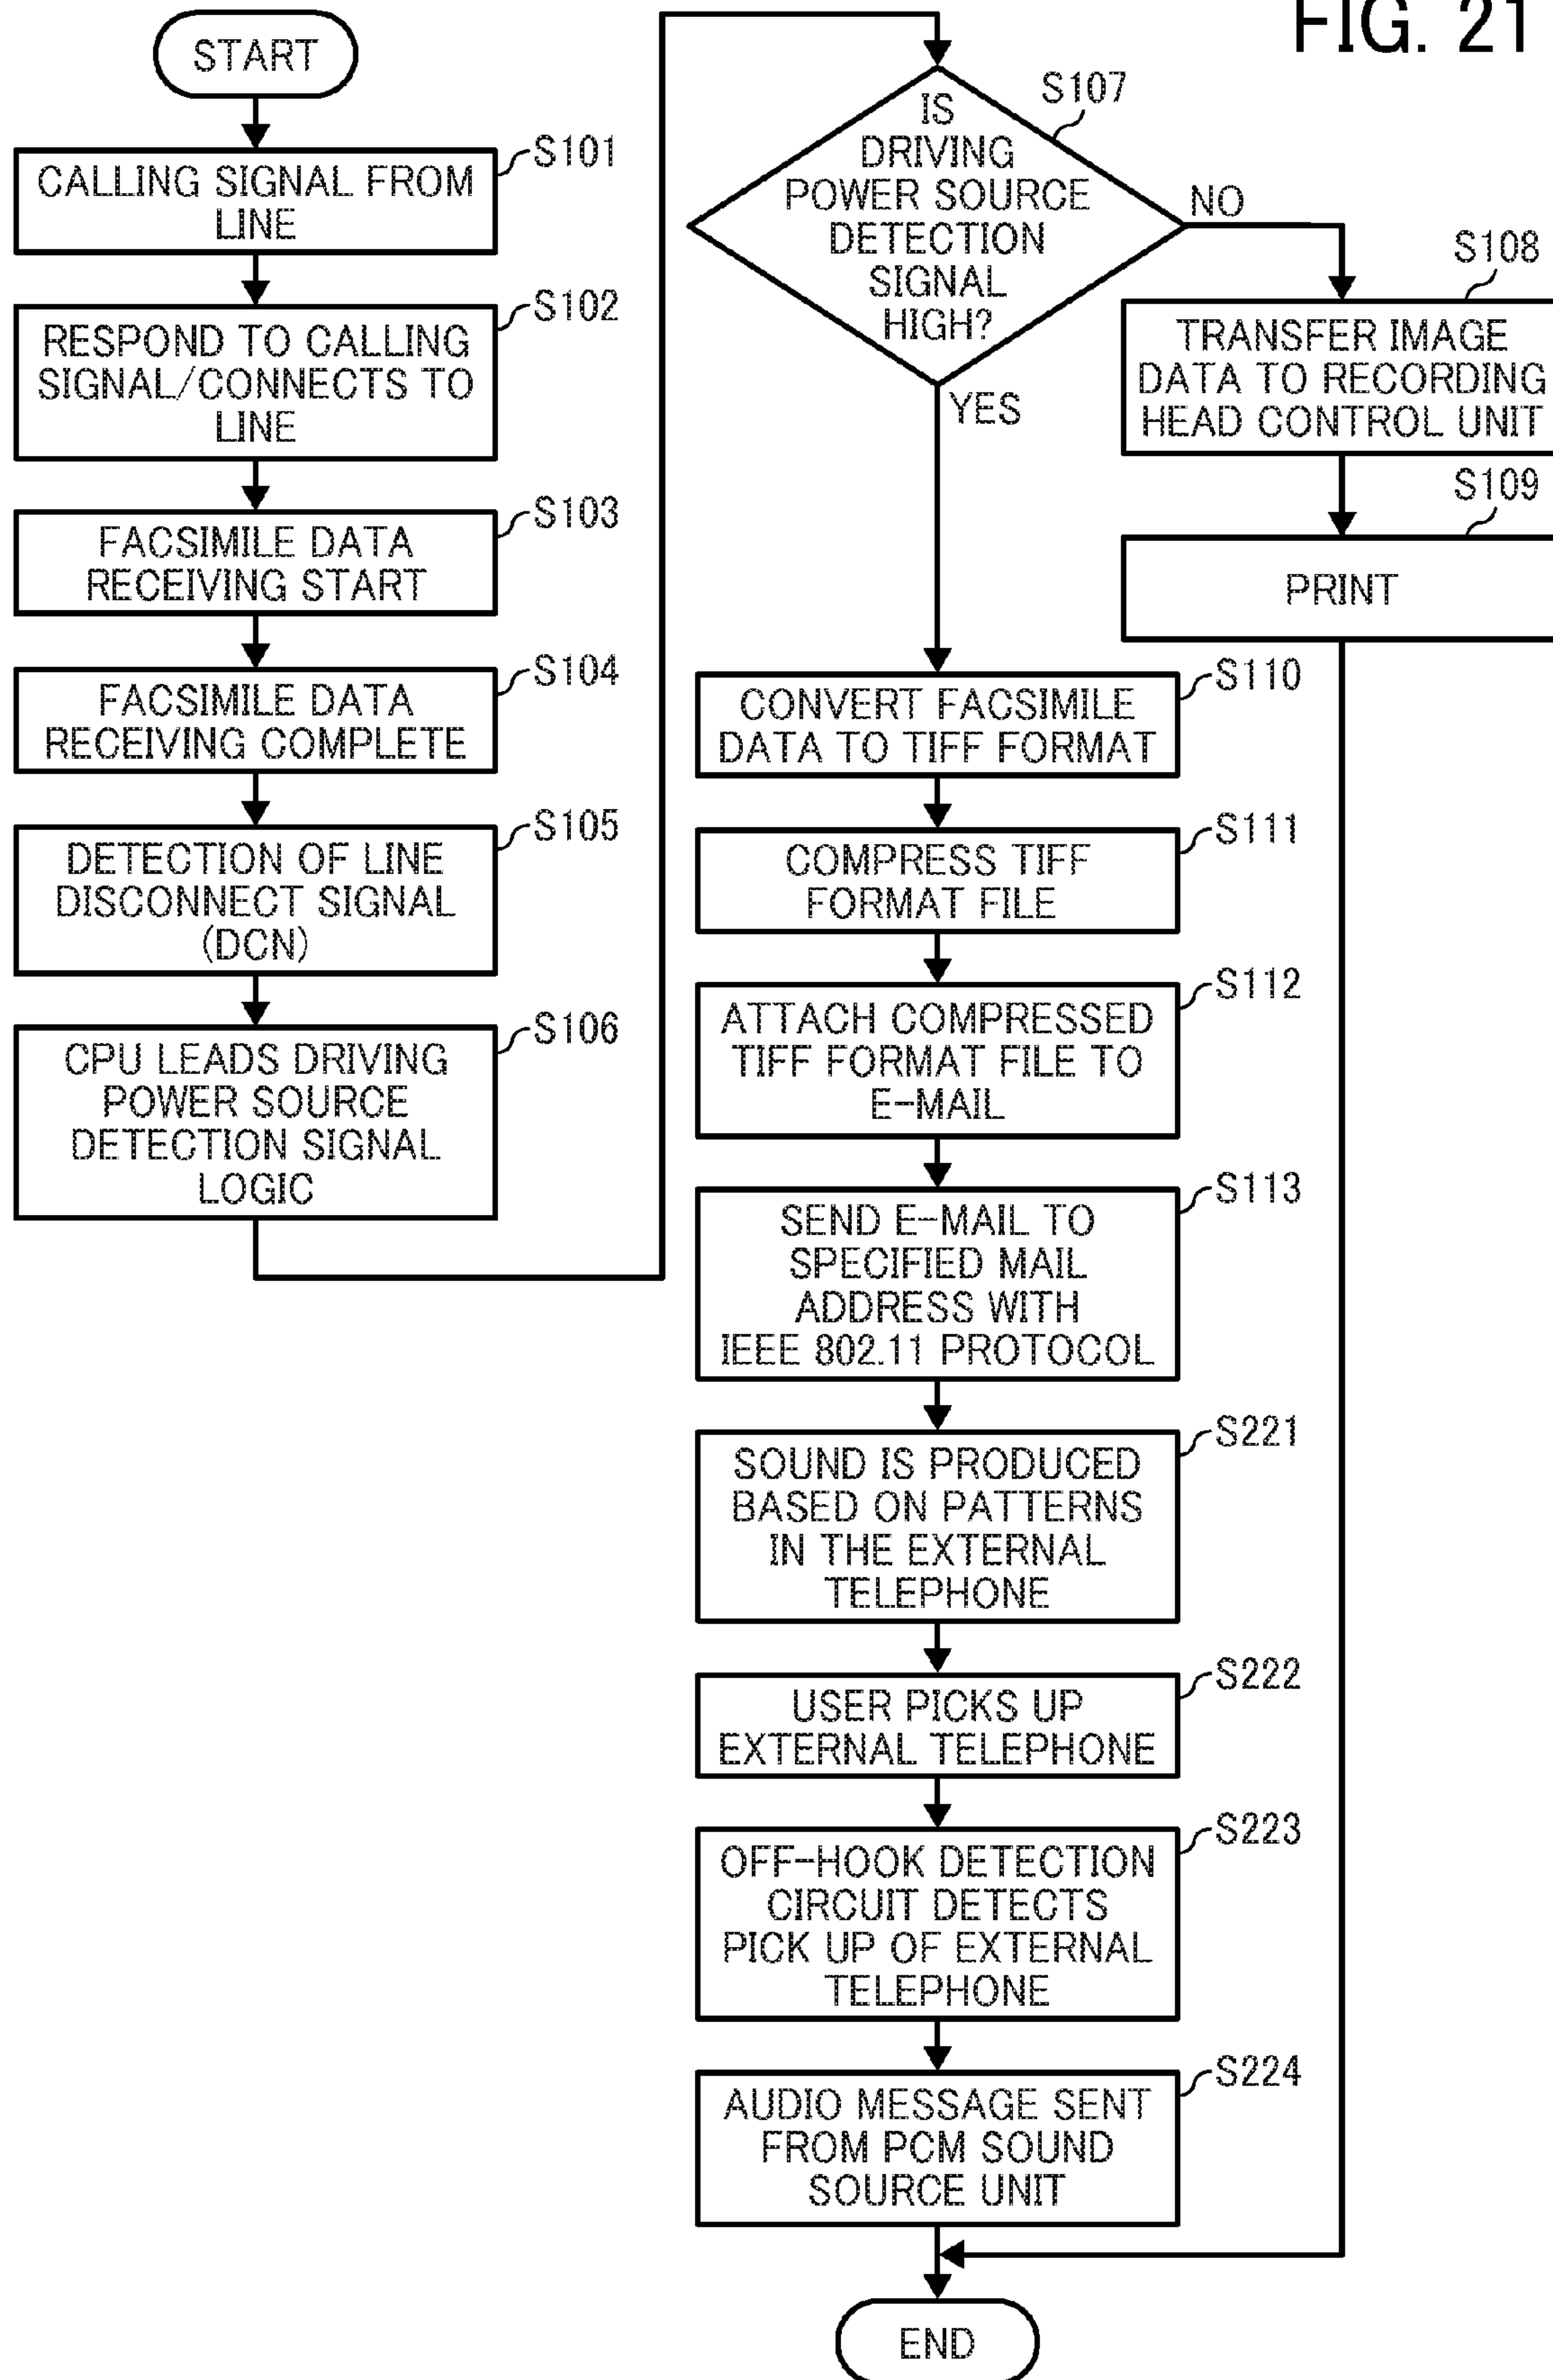 FIG. 21
START
S101
CALLING SIGNAL FROM
LINE
S102
RESPOND TO CALLING
SIGNAL/CONNECTS TO
LINE
S103
FACSIMILE DATA
RECEIVING START
S104
FACSIMILE DATA
RECEIVING COMPLETE
S105
DETECTION OF LINE
DISCONNECT SIGNAL
(DCN)
S106
CPU LEADS DRIVING
POWER SOURCE
DETECTION SIGNAL
LOGIC
S107
IS
DRIVING
POWER SOURCE
DETECTION
SIGNAL
HIGH?
NO
YES
S108
TRANSFER IMAGE
DATA TO RECORDING
HEAD CONTROL UNIT
S109
PRINT
S110
CONVERT FACSIMILE
DATA TO TIFF FORMAT
S111
COMPRESS TIFF
FORMAT FILE
S112
ATTACH COMPRESSED
TIFF FORMAT FILE TO
E-MAIL
S113
SEND E-MAIL TO
SPECIFIED MAIL
ADDRESS WITH
IEEE 802.11 PROTOCOL
S221
SOUND IS PRODUCED
BASED ON PATTERNS
IN THE EXTERNAL
TELEPHONE
S222
USER PICKS UP
EXTERNAL TELEPHONE
S223
OFF-HOOK DETECTION
CIRCUIT DETECTS
PICK UP OF EXTERNAL
TELEPHONE
S224
AUDIO MESSAGE SENT
FROM PCM SOUND
SOURCE UNIT
END